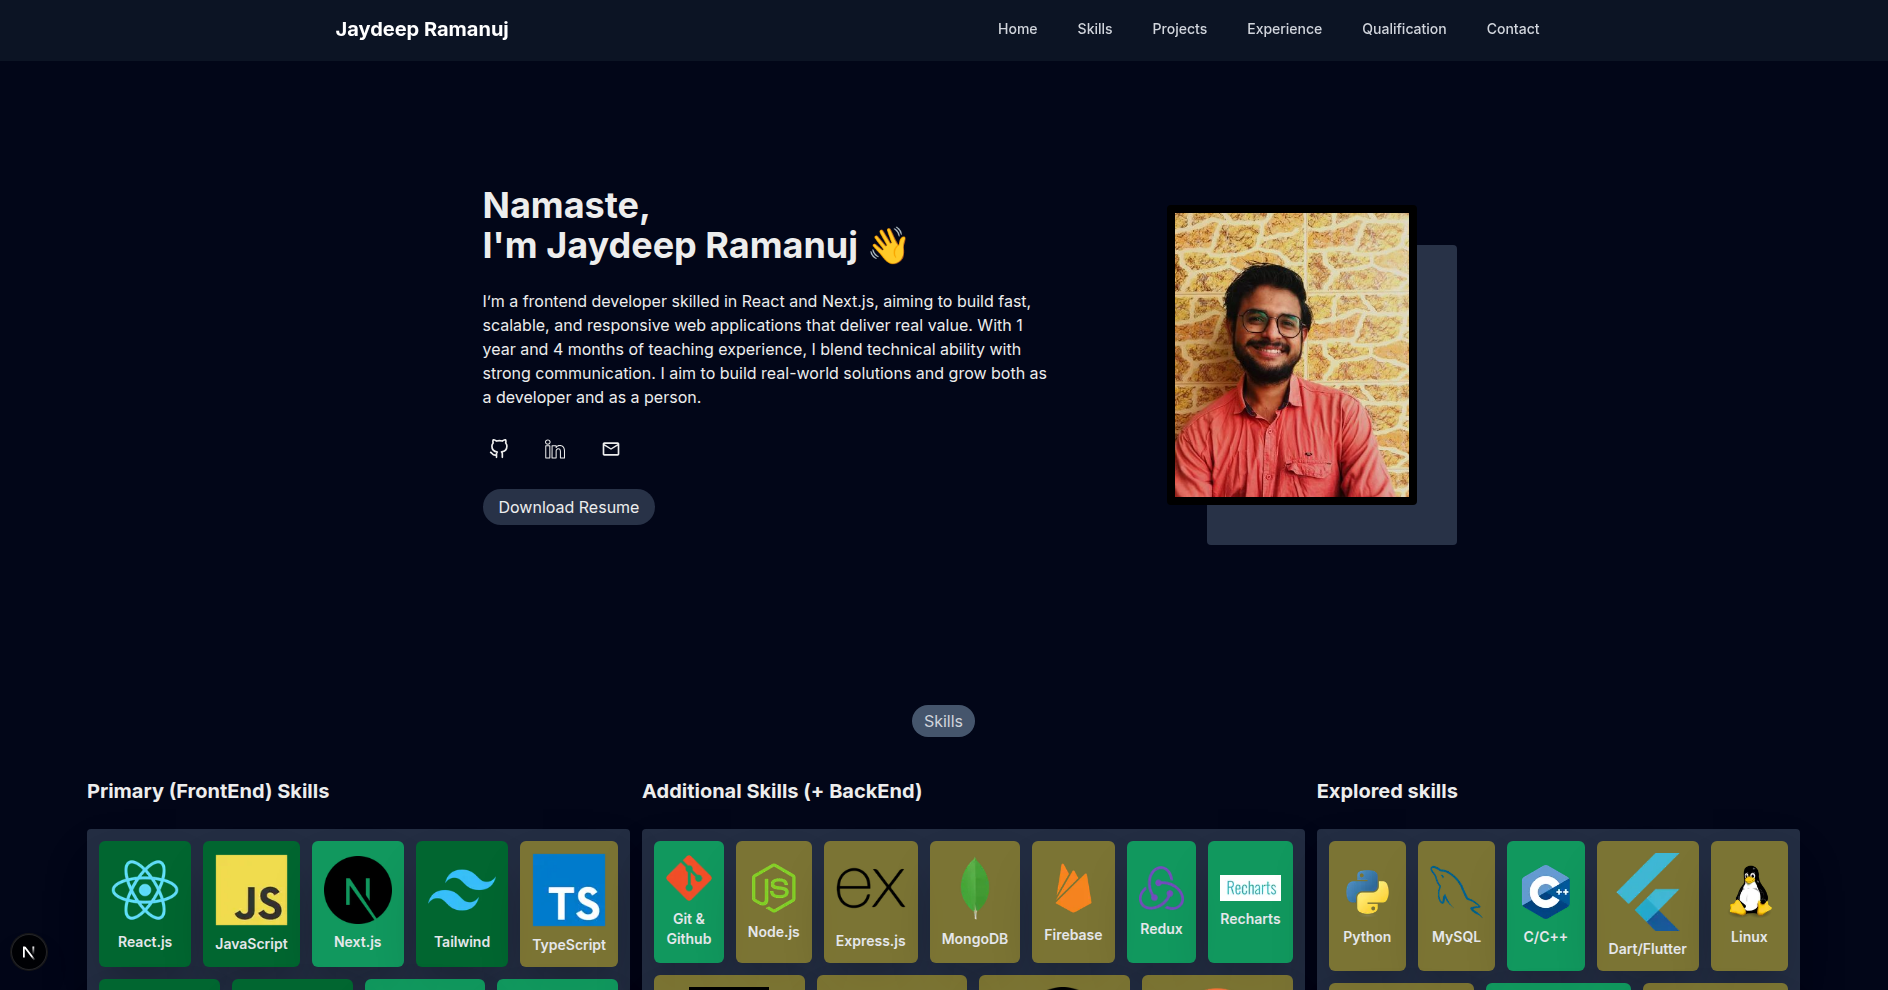 Jaydeep Ramanuj
Home
Skills
Projects
Experience
Qualification
Contact
Namaste,
I'm Jaydeep Ramanuj 👋
I'm a frontend developer skilled in React and Next.js, aiming to build fast,
scalable, and responsive web applications that deliver real value. With 1
year and 4 months of teaching experience, I blend technical ability with
strong communication. I aim to build real-world solutions and grow both as
a developer and as a person.
in
Download Resume
Skills
Primary (FrontEnd) Skills
JS
N
TS
React.js
JavaScript
Next.js
Tailwind
TypeScript
Additional Skills (+ BackEnd)
JS
ex
Recharts
Git &
Github
Node.js
Express.js
MongoDB
Firebase
Redux
Recharts
Explored skills
C++
Python
MySQL
C/C++
Dart/Flutter
Linux
N